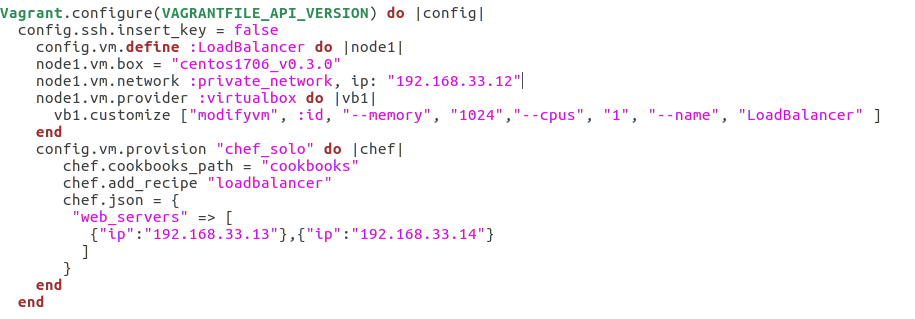 Vagrant.configure(VAGRANTFILE_API_VERSION) do |config|
  config.ssh.insert_key = false
    config.vm.define :LoadBalancer do |node1|
    node1.vm.box = "centos1706_v0.3.0"
    node1.vm.network :private_network, ip: "192.168.33.12"
    node1.vm.provider :virtualbox do |vb1|
      vb1.customize ["modifyvm", :id, "--memory", "1024","--cpus", "1", "--name", "LoadBalancer" ]
    end
    config.vm.provision "chef_solo" do |chef|
       chef.cookbooks_path = "cookbooks"
       chef.add_recipe "loadbalancer"
       chef.json = {
        "web_servers" => [
          {"ip":"192.168.33.13"},{"ip":"192.168.33.14"}
         ]
       }
    end
  end